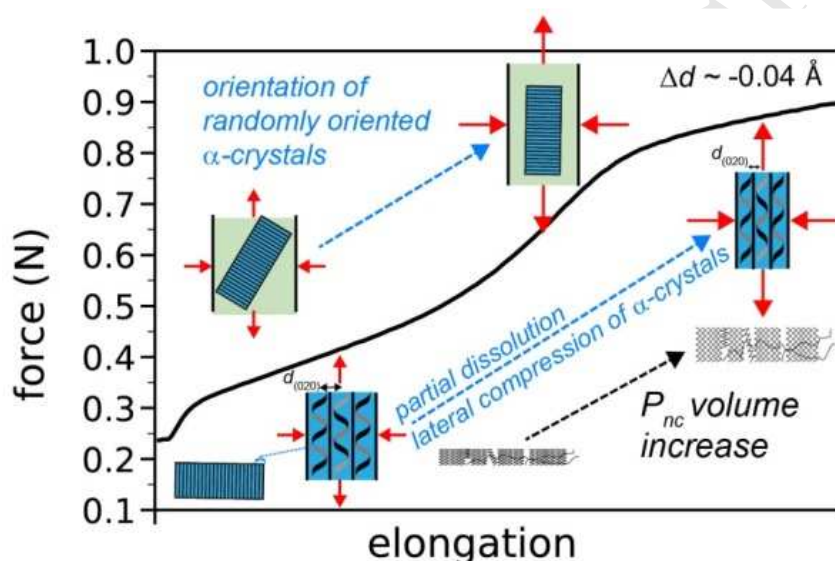 1.0
0.9
0.8
0.7
0.6
0.5
0.4
0.3
0.2
0.1
force (N)
orientation of
randomly oriented
α-crystals
Δd ~ -0.04 Å
d(020)
d(020)
partial dissolution
lateral compression of α-crystals
Pnc volume
increase
elongation